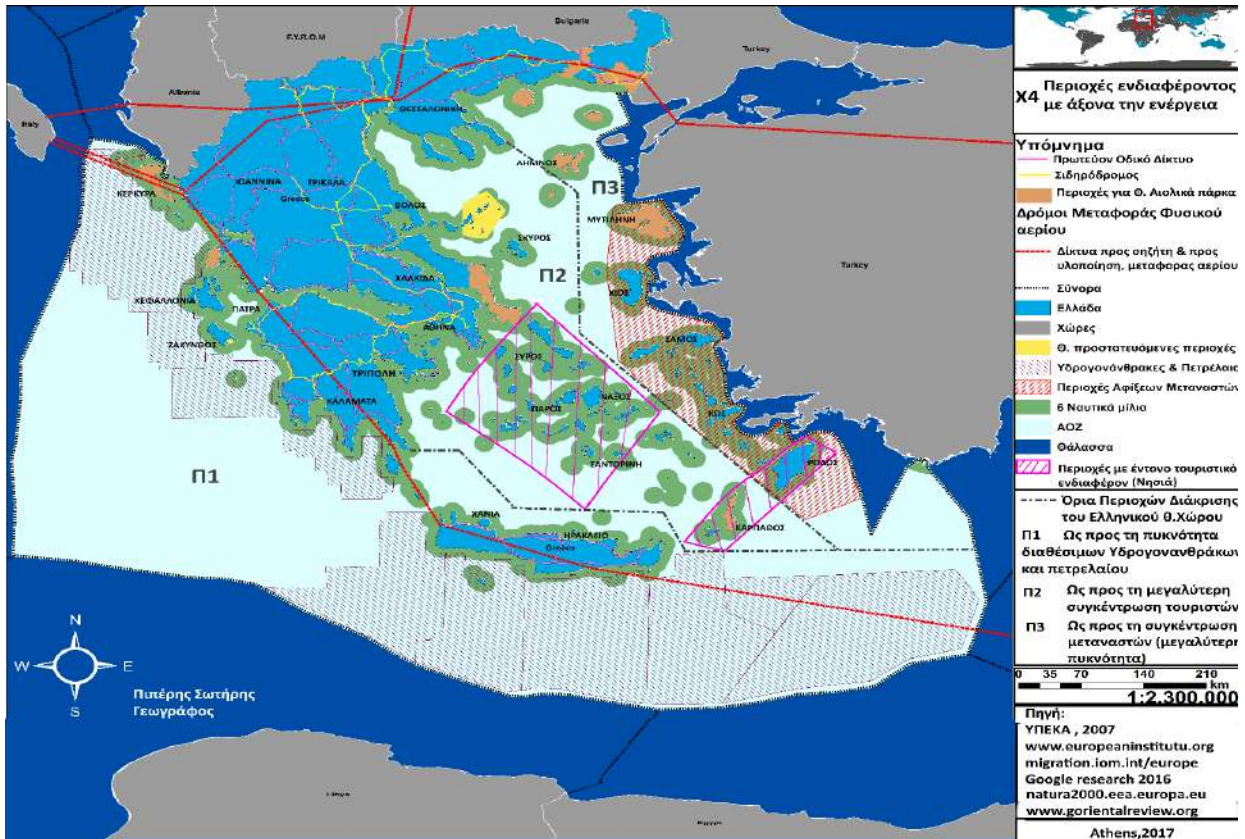 Bulgaria
F.Y.R.O.M
Turkey
Albania
Italy
ΘΕΣΣΑΛΟΝΙΚΗ
ΛΗΜΝΟΣ
Π3
ΚΕΡΚΥΡΑ
ΙΩΑΝΝΙΝΑ
ΤΡΙΚΑΛΑ
Greece
ΒΟΛΟΣ
ΜΥΤΙΛΗΝΗ
ΣΚΥΡΟΣ
Π2
Turkey
ΧΑΛΚΙΔΑ
ΧΙΟΣ
ΚΕΦΑΛΛΟΝΙΑ
ΠΑΤΡΑ
ΑΘΗΝΑ
ΖΑΚΥΝΘΟΣ
ΣΑΜΟΣ
ΣΥΡΟΣ
ΤΡΙΠΟΛΗ
ΝΑΞΟΣ
ΚΑΛΑΜΑΤΑ
ΠΑΡΟΣ
ΚΩΣ
ΣΑΝΤΟΡΙΝΗ
ΡΟΔΟΣ
Π1
ΧΑΝΙΑ
ΗΡΑΚΛΕΙΟ
ΚΑΡΠΑΘΟΣ
Greece
N
W
E
S
Πιπέρης Σωτήρης
Γεωγράφος
Libya
Egypt
Χ4 Περιοχές ενδιαφέροντος
με άξονα την ενέργεια
Υπόμνημα
Πρωτεύον Οδικό Δίκτυο
Σιδηρόδρομος
Περιοχές για Θ. Αιολικά πάρκα
Δρόμοι Μεταφοράς Φυσικού
αερίου
Δίκτυα προς σηζήτη & προς
υλοποίηση, μεταφορας αερίου
Σύνορα
Ελλάδα
Χώρες
Θ. προστατευόμενες περιοχές
Υδρογονάνθρακες & Πετρέλαιο
Περιοχές Αφίξεων Μεταναστών
6 Ναυτικά μίλια
ΑΟΖ
Θάλασσα
Περιοχές με έντονο τουριστικό
ενδιαφέρον (Νησιά)
Όρια Περιοχών Διάκρισης
του Ελληνικού Θ.Χώρου
Π1 Ως προς τη πυκνότητα
διαθέσιμων Υδρογονανθράκων
και πετρελαίου
Π2 Ως προς τη μεγαλύτερη
συγκέντρωση τουριστών
Π3 Ως προς τη συγκέντρωση
μεταναστών (μεγαλύτερη
πυκνότητα)
0 35 70 140 210
km
1:2.300.000
Πηγή:
ΥΠΕΚΑ , 2007
www.europeaninstitutu.org
migration.iom.int/europe
Google research 2016
natura2000.eea.europa.eu
www.gorientalreview.org
Athens,2017